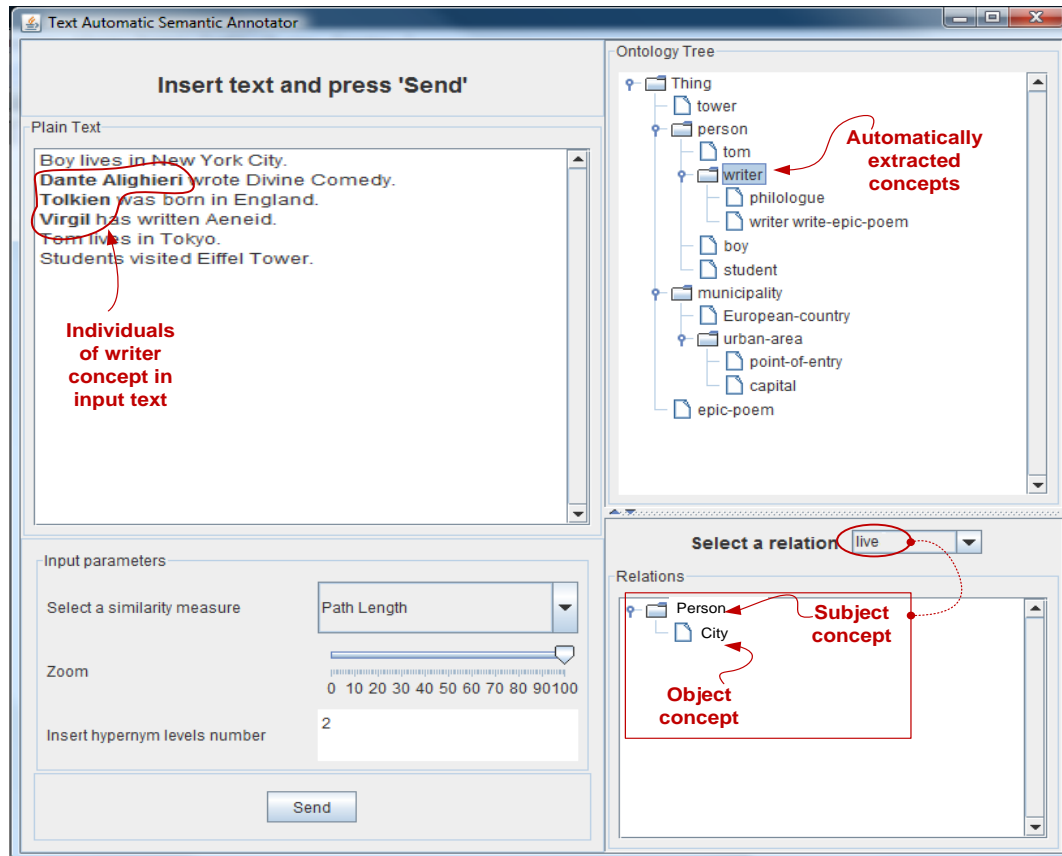 Text Automatic Semantic Annotator
Insert text and press 'Send'
Plain Text
Boy lives in New York City.
Dante Alighieri wrote Divine Comedy.
Tolkien was born in England.
Virgil has written Aeneid.
Tom lives in Tokyo.
Students visited Eiffel Tower.
Individuals
of writer
concept in
input text
Input parameters
Select a similarity measure
Path Length
Zoom
0 10 20 30 40 50 60 70 80 90100
Insert hypernym levels number
2
Send
Ontology Tree
Thing
tower
person
tom
writer
philologue
writer write-epic-poem
boy
student
municipality
European-country
urban-area
point-of-entry
capital
epic-poem
Automatically
extracted
concepts
Select a relation
live
Relations
Person
City
Subject
concept
Object
concept